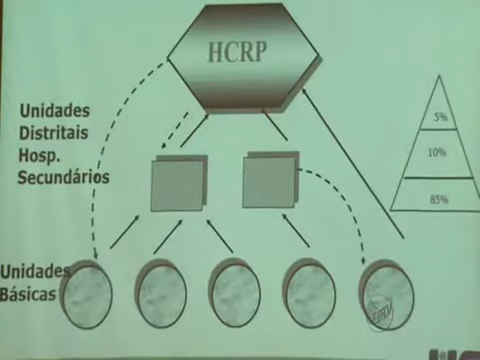 HCRP
Unidades
Distritais
Hosp.
Secundários
5%
10%
85%
Unidades
Básicas